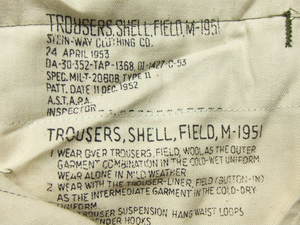 TROUSERS, SHELL, FIELD, M-1951
STEIN-WAY CLOTHING CO.
24 APRIL 1953
DA-30-352-TAP-1368, 01-1427-C-53
SPEC. MIL-T-20808 TYPE II
PATT. DATE 11 DEC. 1952
A.S.T.A.P.A.
INSPECTOR
TROUSERS, SHELL, FIELD, M-1951
1 WEAR OVER TROUSERS, FIELD, WOOL AS THE OUTER
GARMENT COMBINATION IN THE COLD-WET UNIFORM
WEAR ALONE IN MILD WEATHER
2. WEAR WITH THE TROUSER-LINER, FIELD (BUTTON-IN)
AS THE INTERMEDIATE GARMENT IN THE COLD-DRY
UNIFORM
TROUSER SUSPENSION HANG WAIST LOOPS
HOOKS